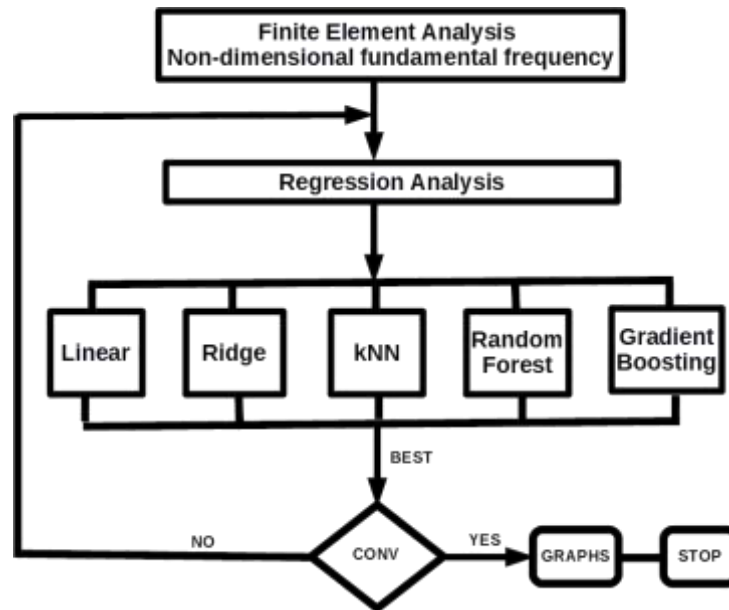 Finite Element Analysis
Non-dimensional fundamental frequency
Regression Analysis
Linear
Ridge
kNN
Random
Forest
Gradient
Boosting
BEST
NO
CONV
YES
GRAPHS
STOP